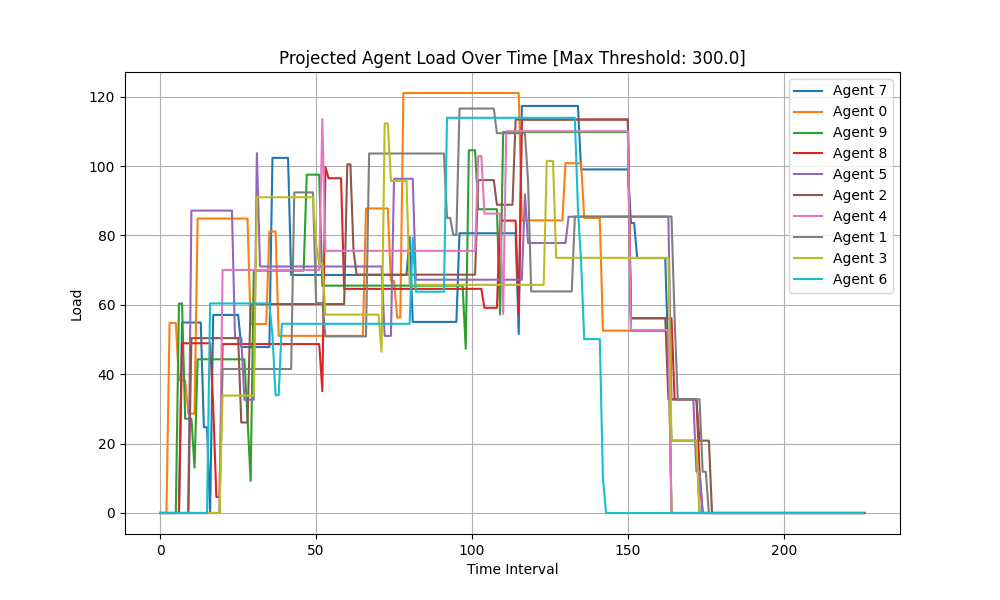 Projected Agent Load Over Time [Max Threshold: 300.0]
Load
120
100
80
60
40
20
0
0 50 100 150 200
Time Interval
Agent 7
Agent 0
Agent 9
Agent 8
Agent 5
Agent 2
Agent 4
Agent 1
Agent 3
Agent 6